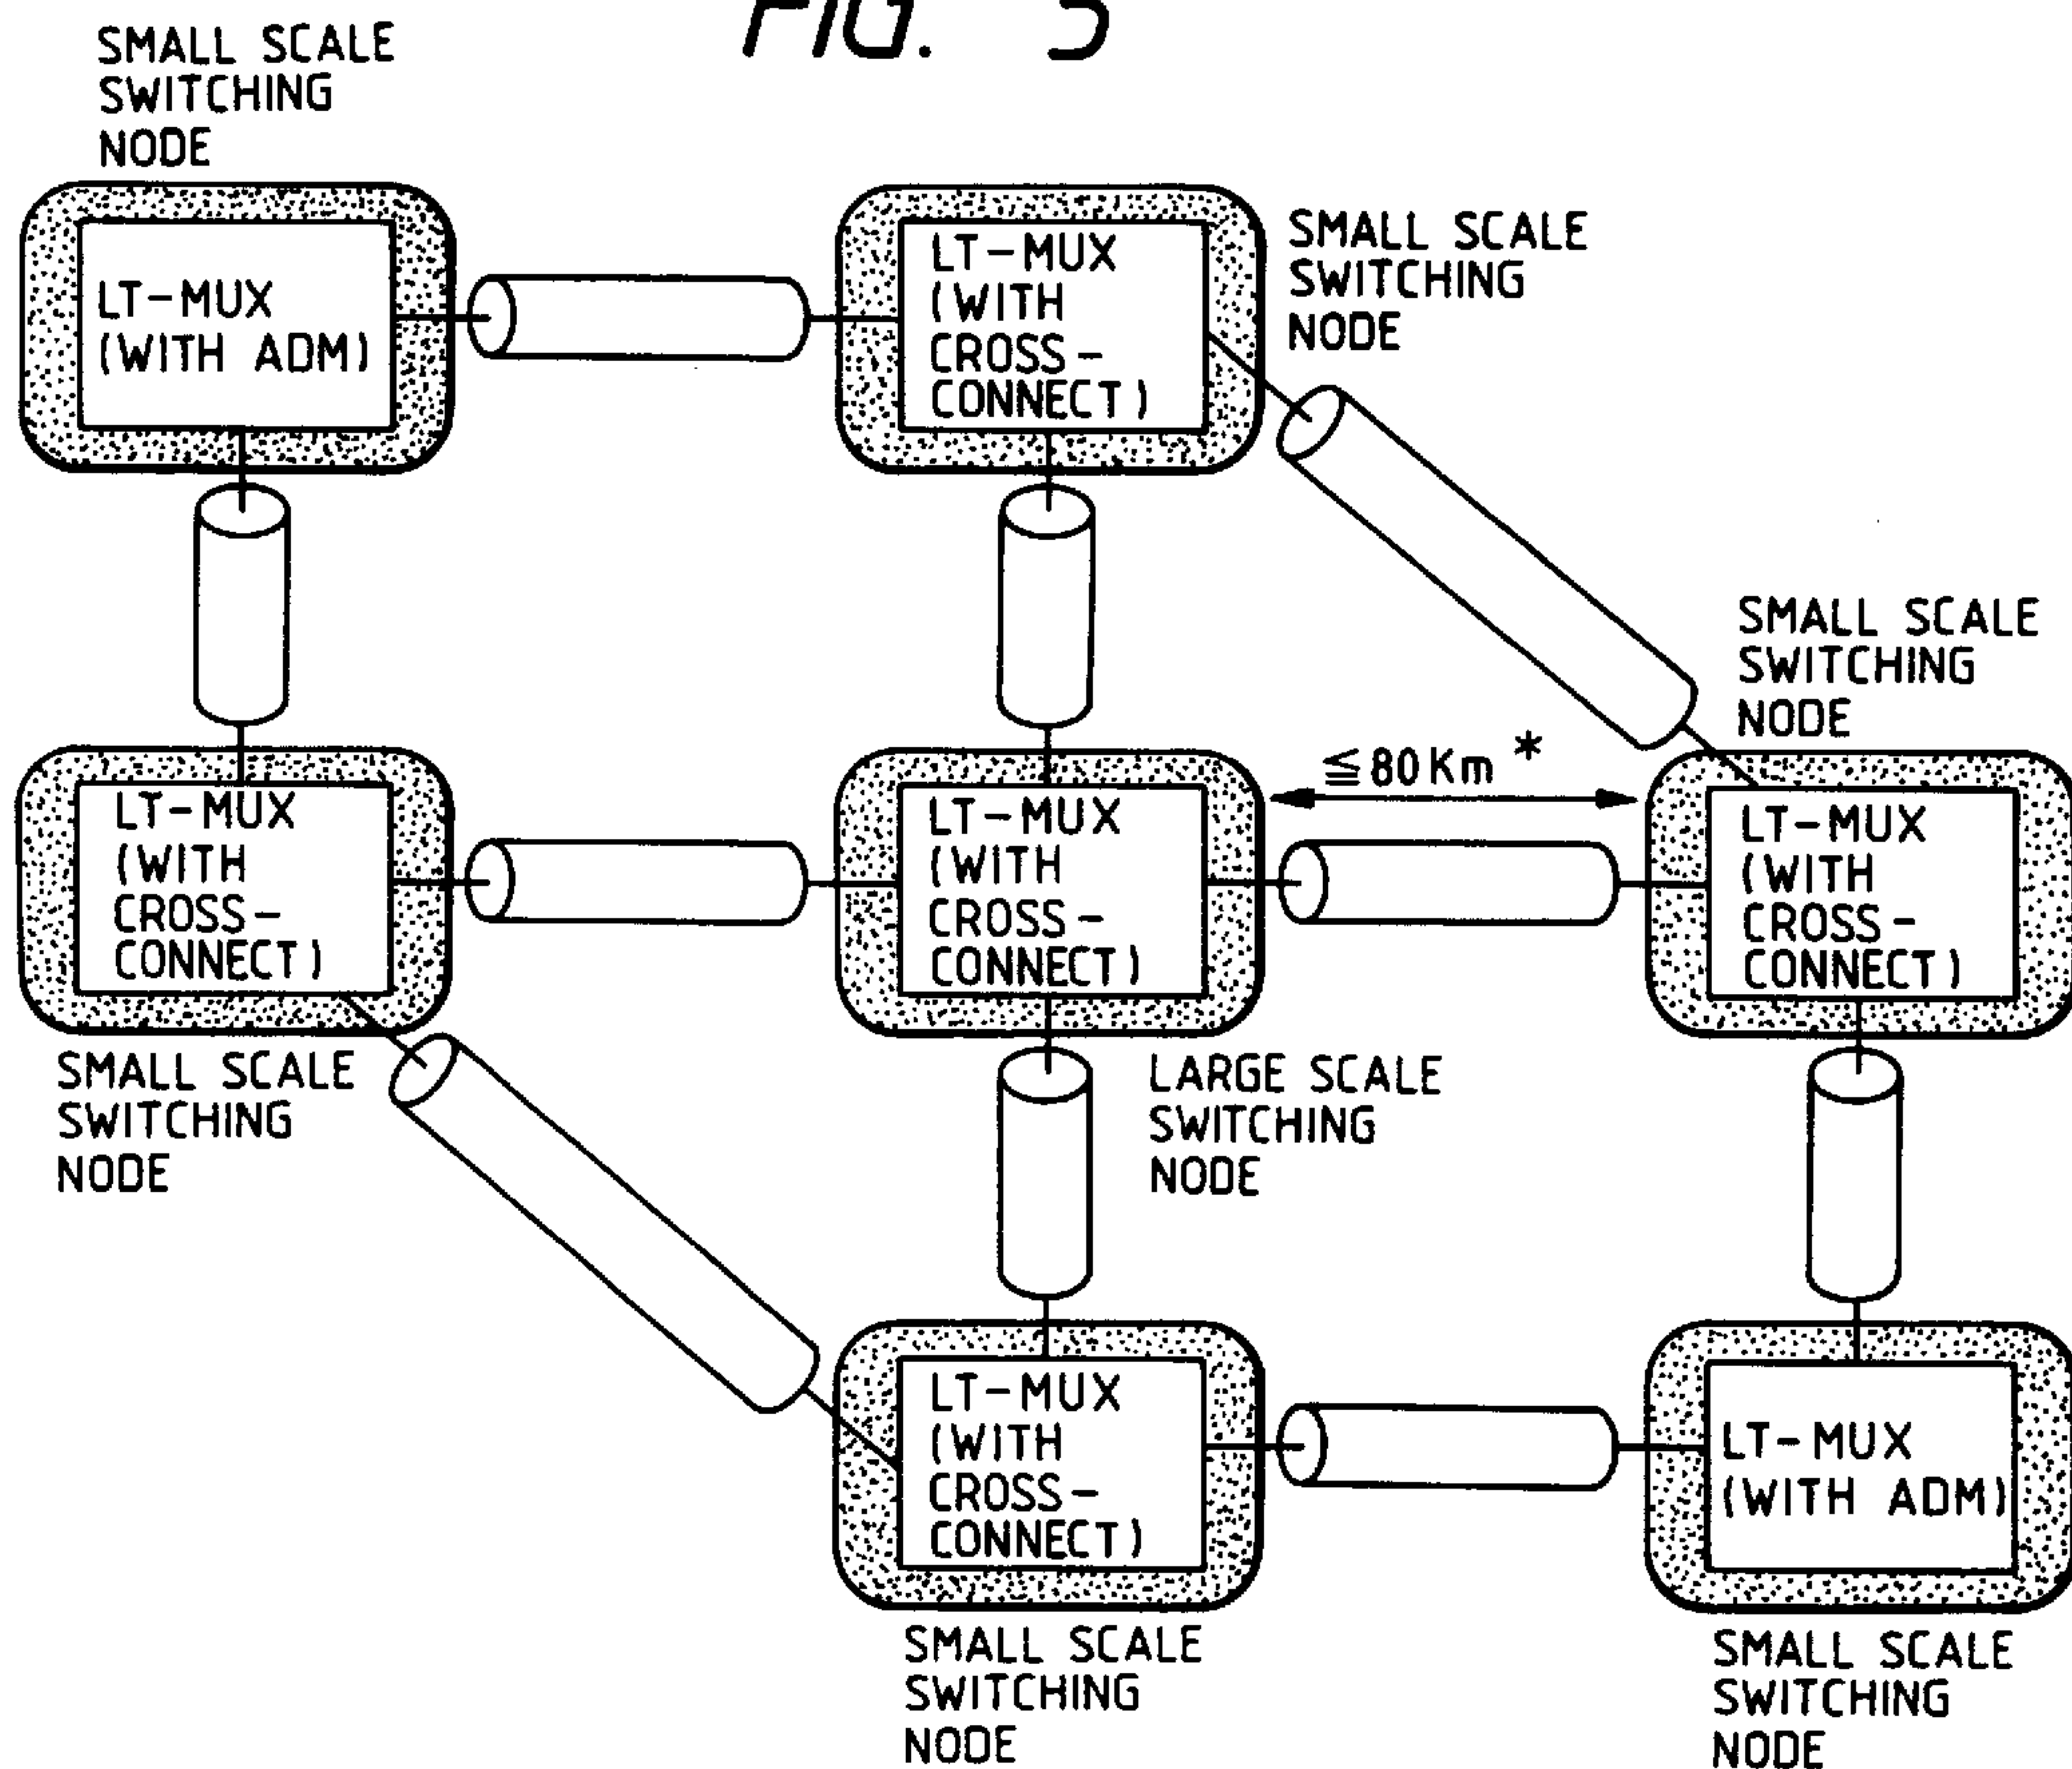 FIG. 3
SMALL SCALE
SWITCHING
NODE
LT-MUX
(WITH ADM)
LT-MUX
(WITH
CROSS-
CONNECT)
SMALL SCALE
SWITCHING
NODE
SMALL SCALE
SWITCHING
NODE
LT-MUX
(WITH
CROSS-
CONNECT)
SMALL SCALE
SWITCHING
NODE
LT-MUX
(WITH
CROSS-
CONNECT)
LARGE SCALE
SWITCHING
NODE
≦80Km *
LT-MUX
(WITH
CROSS-
CONNECT)
LT-MUX
(WITH
CROSS-
CONNECT)
SMALL SCALE
SWITCHING
NODE
LT-MUX
(WITH ADM)
SMALL SCALE
SWITCHING
NODE